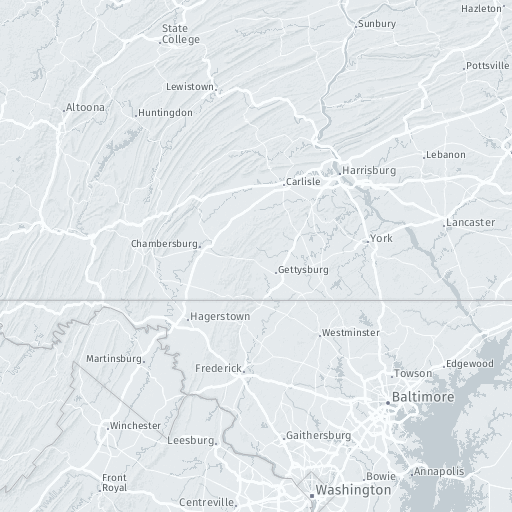 Hazleton
State
College
Sunbury
Pottsville
Lewistown
Altoona
Huntingdon
Lebanon
Harrisburg
Carlisle
Lancaster
York
Chambersburg
Gettysburg
Hagerstown
Westminster
Martinsburg
Frederick
Edgewood
Towson
Baltimore
Winchester
Leesburg
Gaithersburg
Annapolis
Front
Royal
Bowie
Washington
Centreville